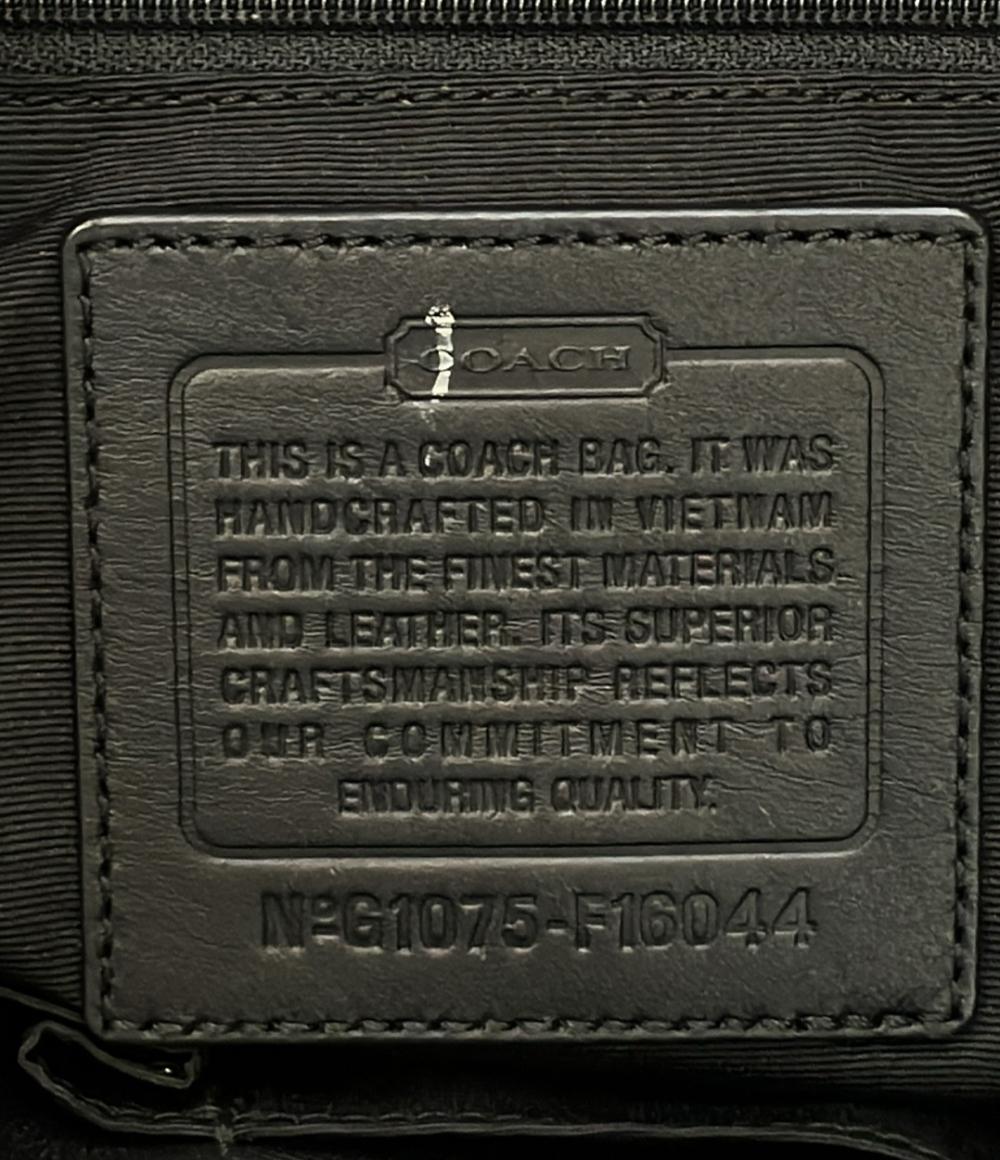 COACH
THIS IS A COACH BAG. IT WAS
HANDCRAFTED IN VIETNAM
FROM THE FINEST MATERIALS
AND LEATHER. ITS SUPERIOR
CRAFTSMANSHIP REFLECTS
OUR COMMITMENT TO
ENDURING QUALITY.
NºG1075-F16044